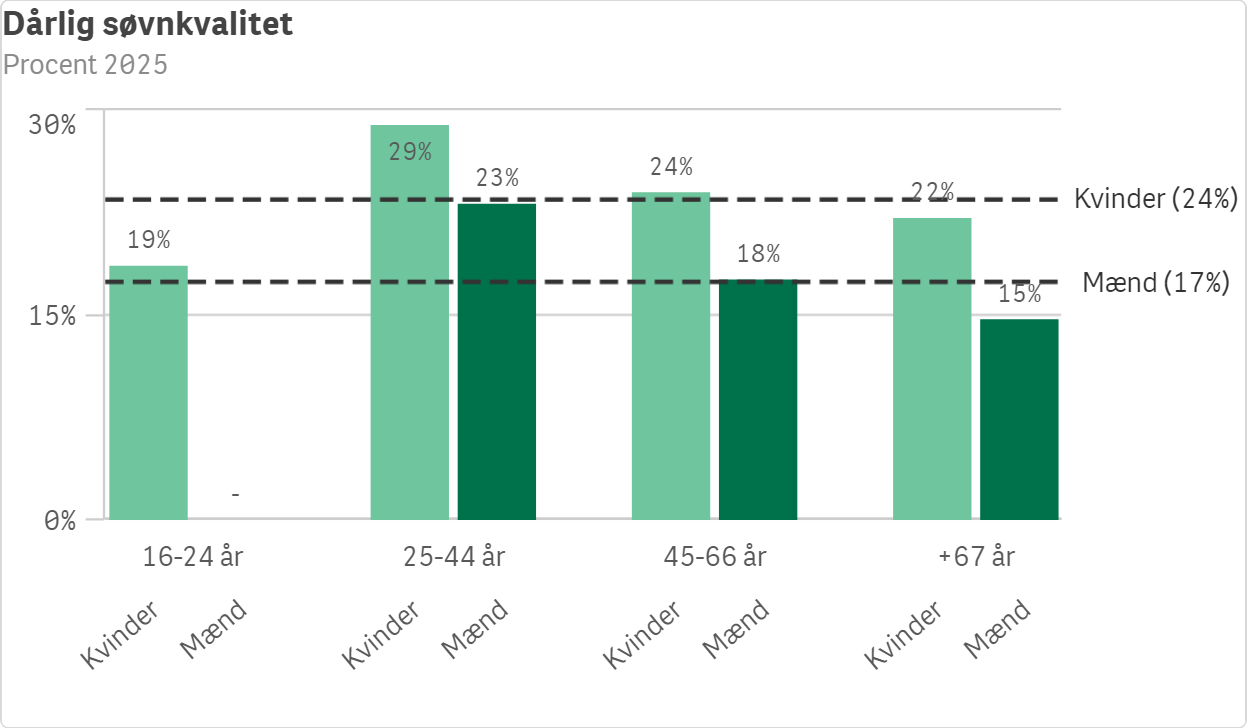 Dårlig søvnkvalitet
Procent 2025
30%
15%
0%
19%
-
29%
23%
24%
18%
22%
15%
Kvinder (24%)
Mænd (17%)
16-24 år
25-44 år
45-66 år
+67 år
Kvinder
Mænd
Kvinder
Mænd
Kvinder
Mænd
Kvinder
Mænd